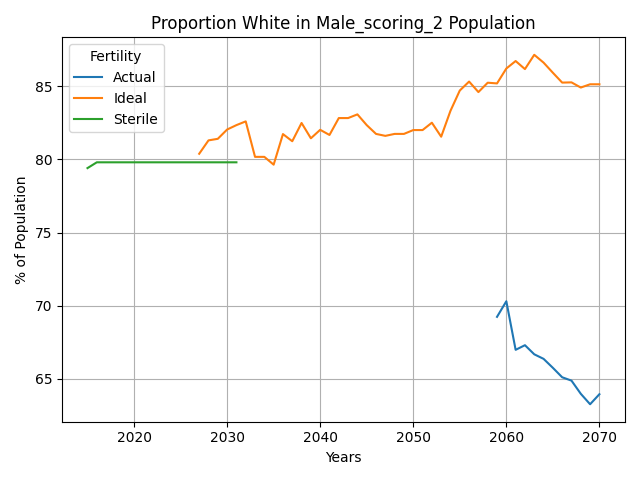 Proportion White in Male_scoring_2 Population
Fertility
Actual
Ideal
Sterile
% of Population
85
80
75
70
65
2020 2030 2040 2050 2060 2070
Years